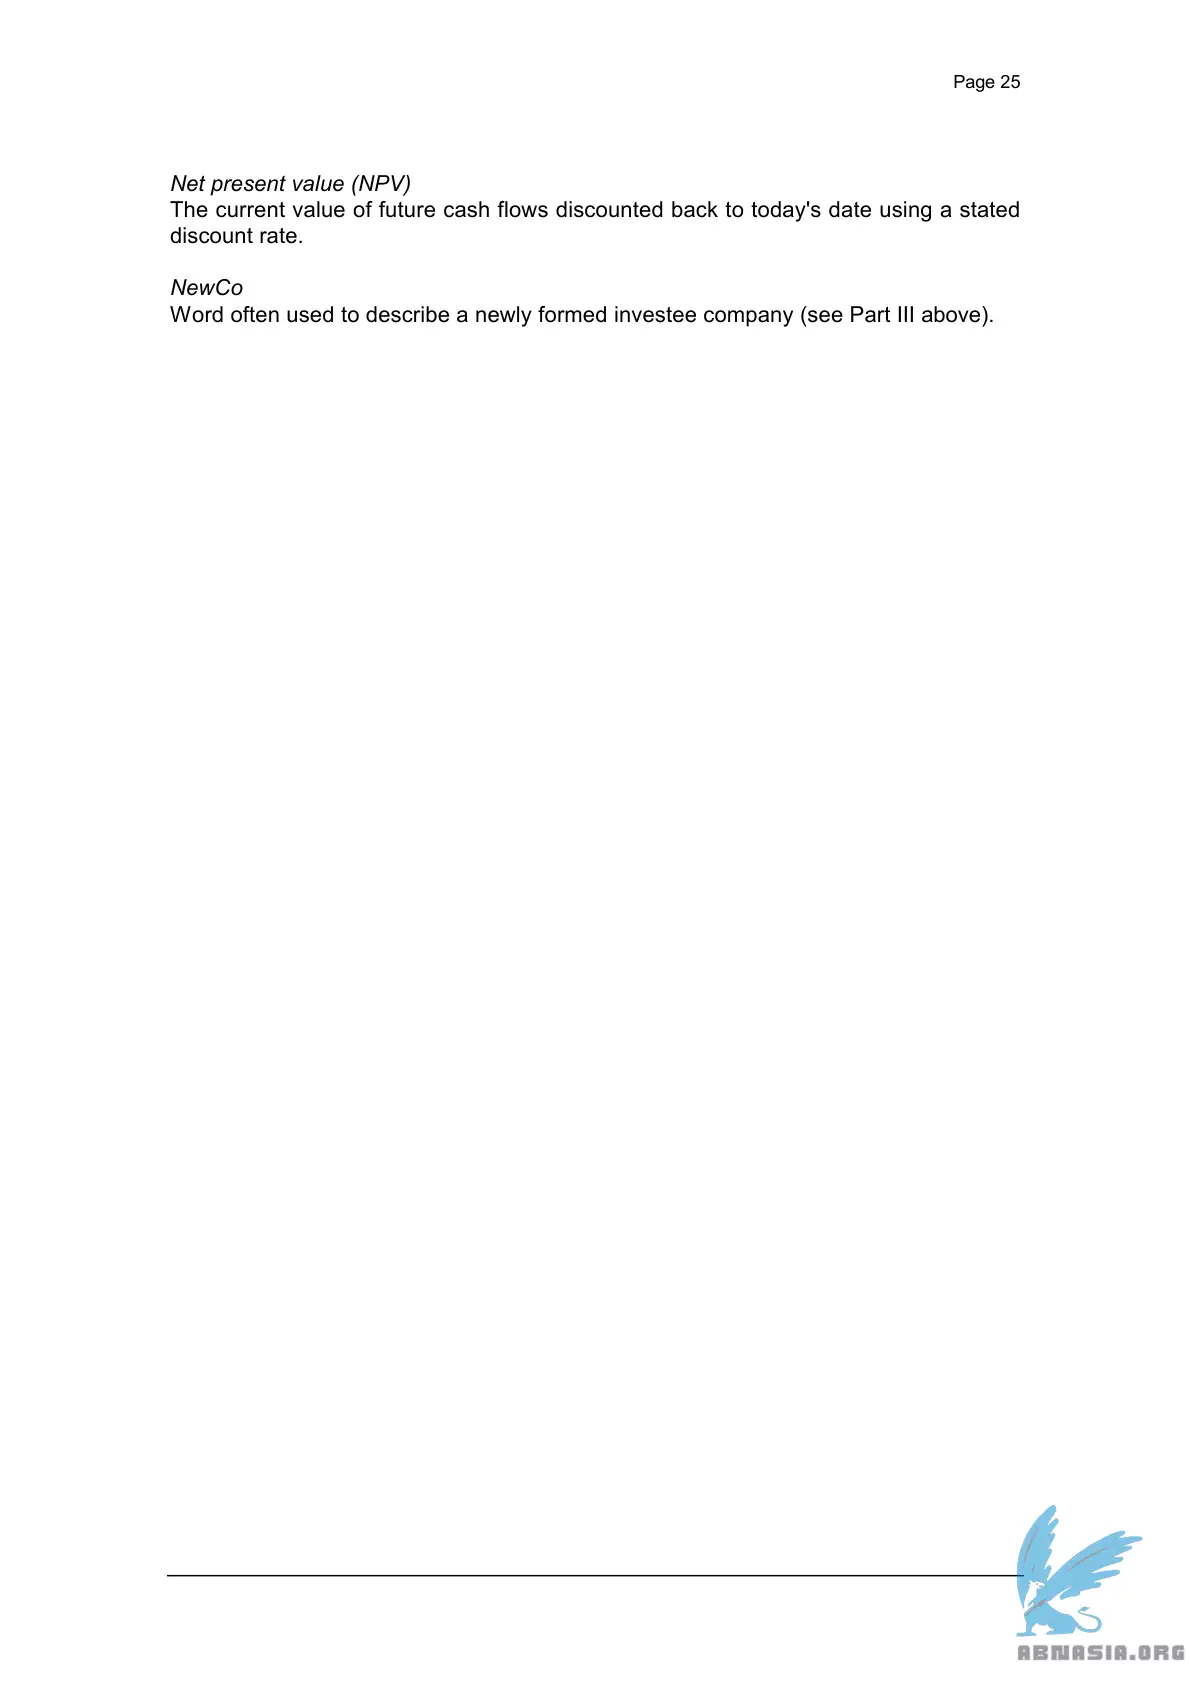 Page 25
Net present value (NPV)
The current value of future cash flows discounted back to today's date using a stated
discount rate.
NewCo
Word often used to describe a newly formed investee company (see Part III above).
ABNASIA.ORG